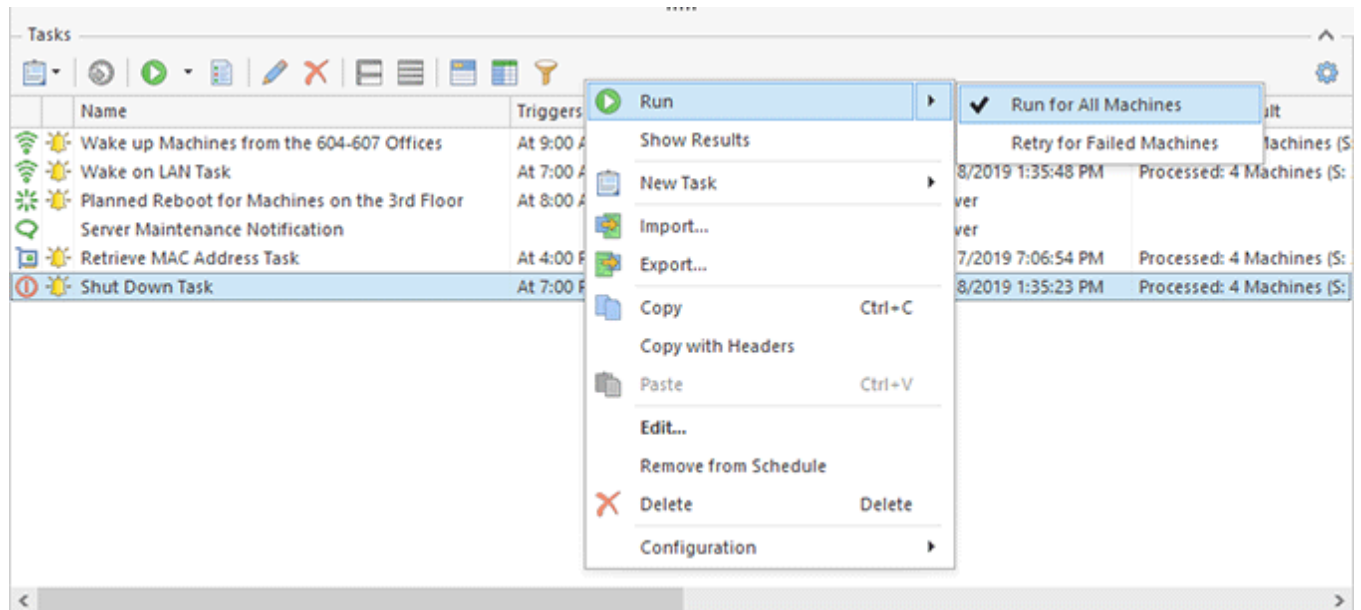 Tasks
Name Triggers ult
Wake up Machines from the 604-607 Offices At 9:00 A Machines (S:
Wake on LAN Task At 7:00 A 8/2019 1:35:48 PM Processed: 4 Machines (S:
Planned Reboot for Machines on the 3rd Floor At 8:00 A ver
Server Maintenance Notification ver
Retrieve MAC Address Task At 4:00 P 7/2019 7:06:54 PM Processed: 4 Machines (S:
Shut Down Task At 7:00 P 8/2019 1:35:23 PM Processed: 4 Machines (S:
Run
Show Results
New Task
Import...
Export...
Copy Ctrl+C
Copy with Headers
Paste Ctrl+V
Edit...
Remove from Schedule
Delete Delete
Configuration
Run for All Machines
Retry for Failed Machines